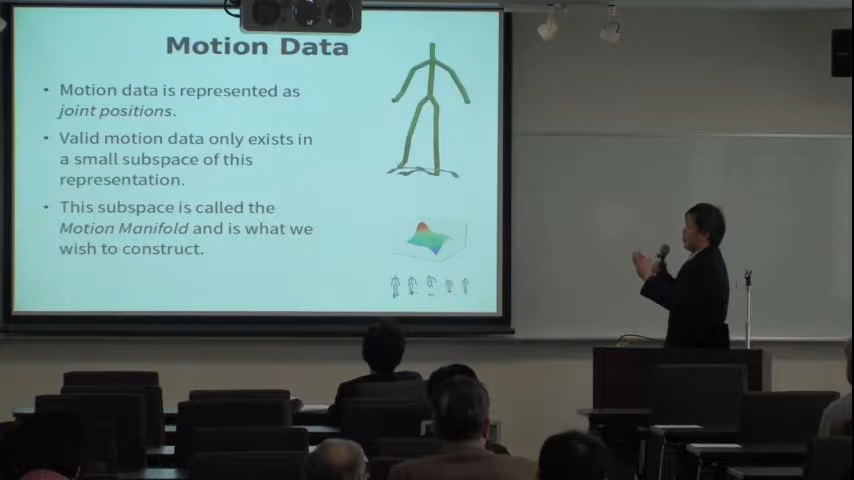 Motion Data
• Motion data is represented as
joint positions.
• Valid motion data only exists in
a small subspace of this
representation.
• This subspace is called the
Motion Manifold and is what we
wish to construct.